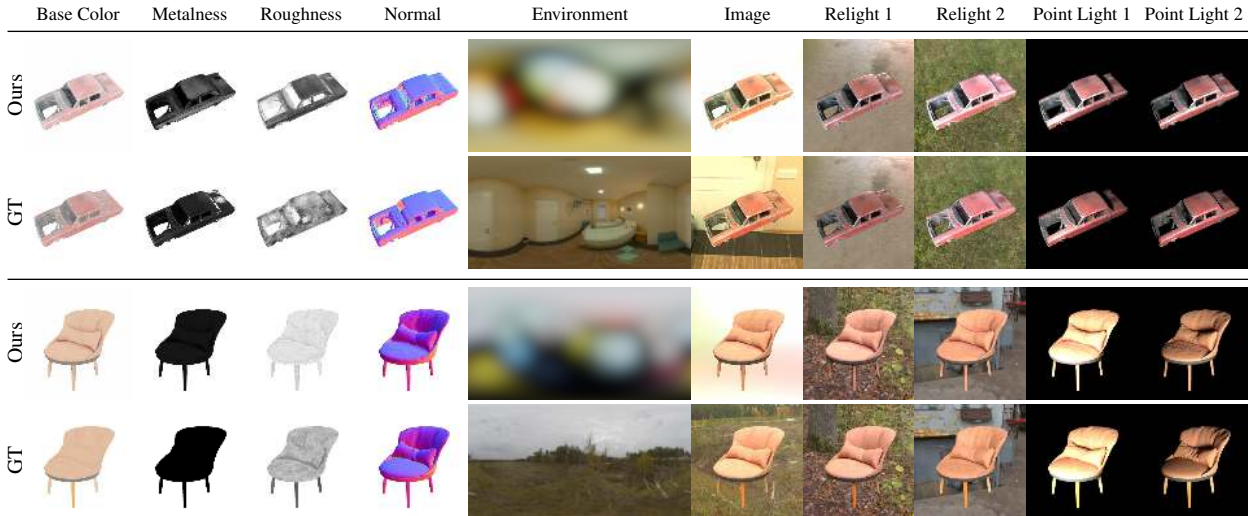 Base Color Metalness Roughness Normal Environment Image Relight 1 Relight 2 Point Light 1 Point Light 2
Ours
GT
Ours
GT